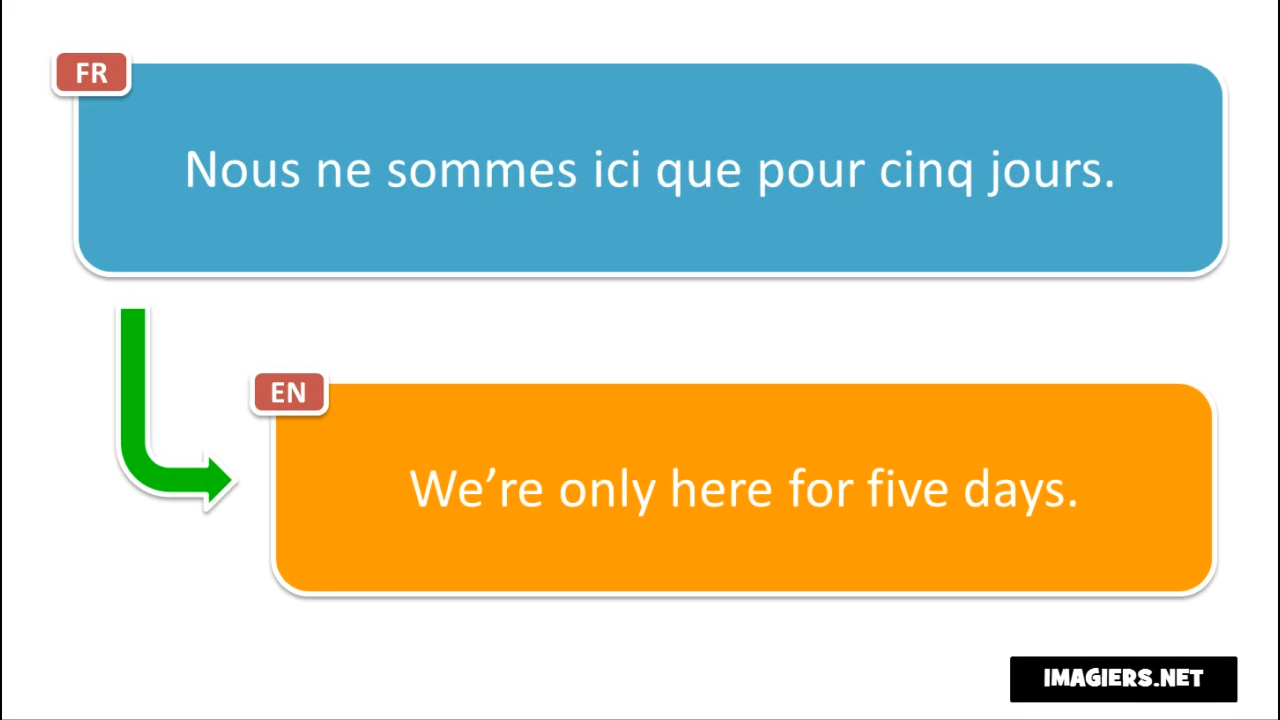 FR
Nous ne sommes ici que pour cinq jours.
EN
We’re only here for five days.
IMAGIERS.NET